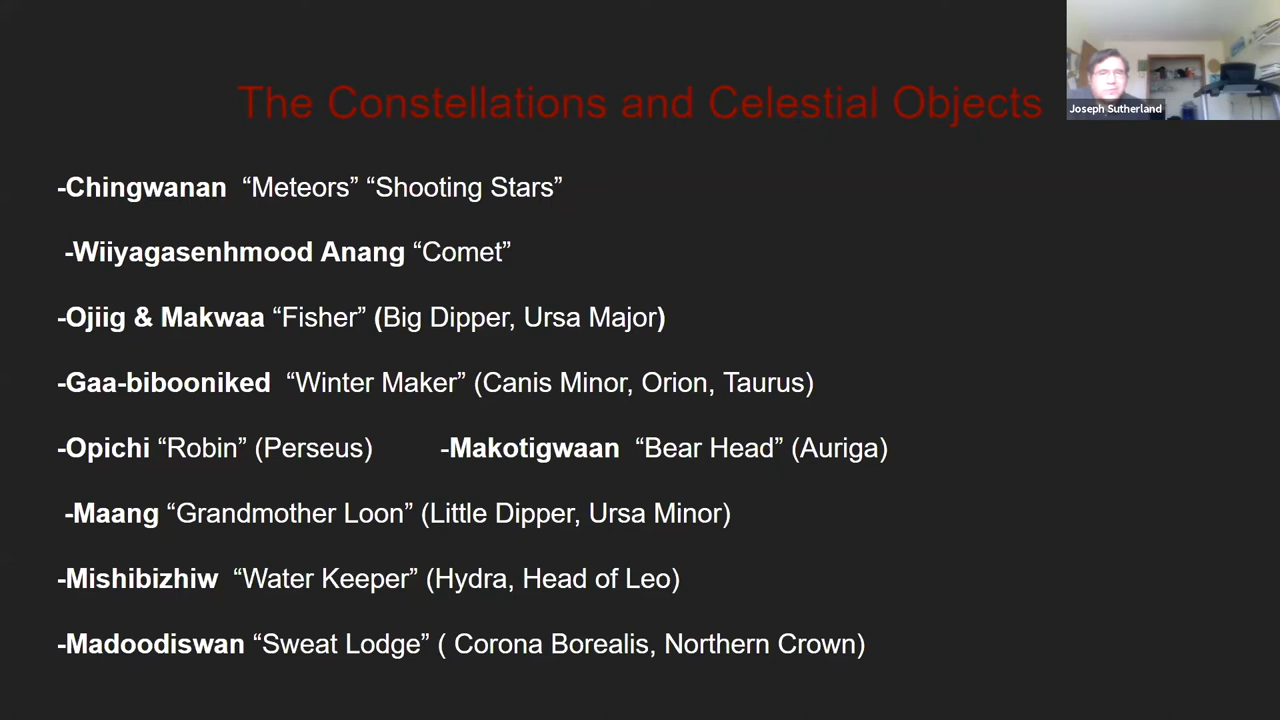 The Constellations and Celestial Objects
Joseph Sutherland
-Chingwanan “Meteors” “Shooting Stars”
-Wiiyagasenhmood Anang “Comet”
-Ojiig & Makwaa “Fisher” (Big Dipper, Ursa Major)
-Gaa-bibooniked “Winter Maker” (Canis Minor, Orion, Taurus)
-Opichi “Robin” (Perseus) -Makotigwaan “Bear Head” (Auriga)
-Maang “Grandmother Loon” (Little Dipper, Ursa Minor)
-Mishibizhiw “Water Keeper” (Hydra, Head of Leo)
-Madoodiswan “Sweat Lodge” ( Corona Borealis, Northern Crown)